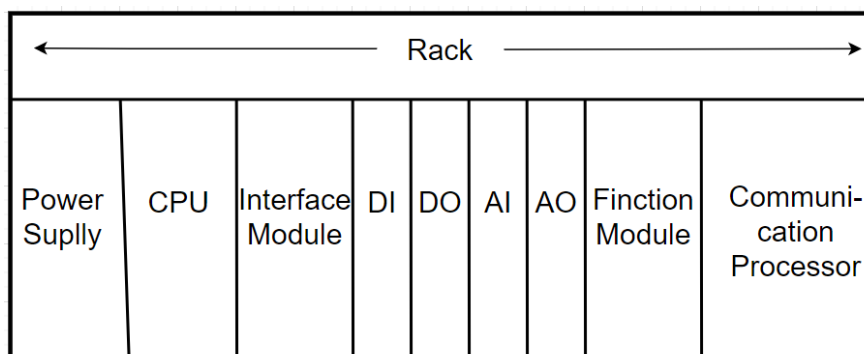 Rack
Power
Suplly
CPU
Interface
Module
DI
DO
AI
AO
Finction
Module
Communi-
cation
Processor